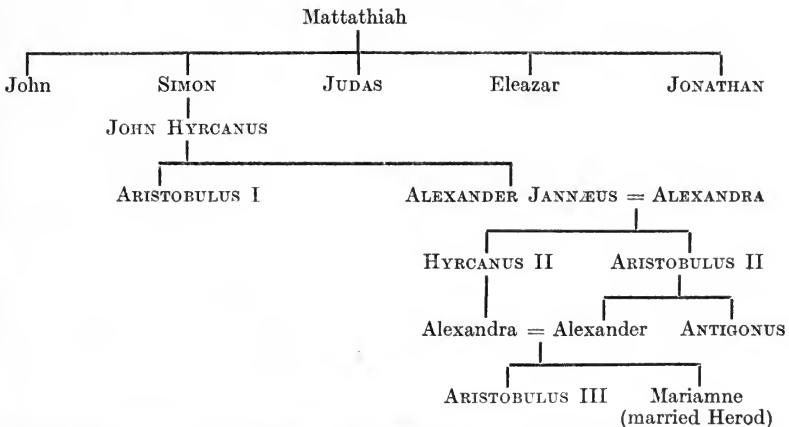 Mattathiah
John SIMON JUDAS Eleazar JONATHAN
JOHN HYRCANUS
ARISTOBULUS I ALEXANDER JANNÆUS = ALEXANDRA
HYRCANUS II ARISTOBULUS II
Alexandra = Alexander ANTIGONUS
ARISTOBULUS III Mariamne
(married Herod)